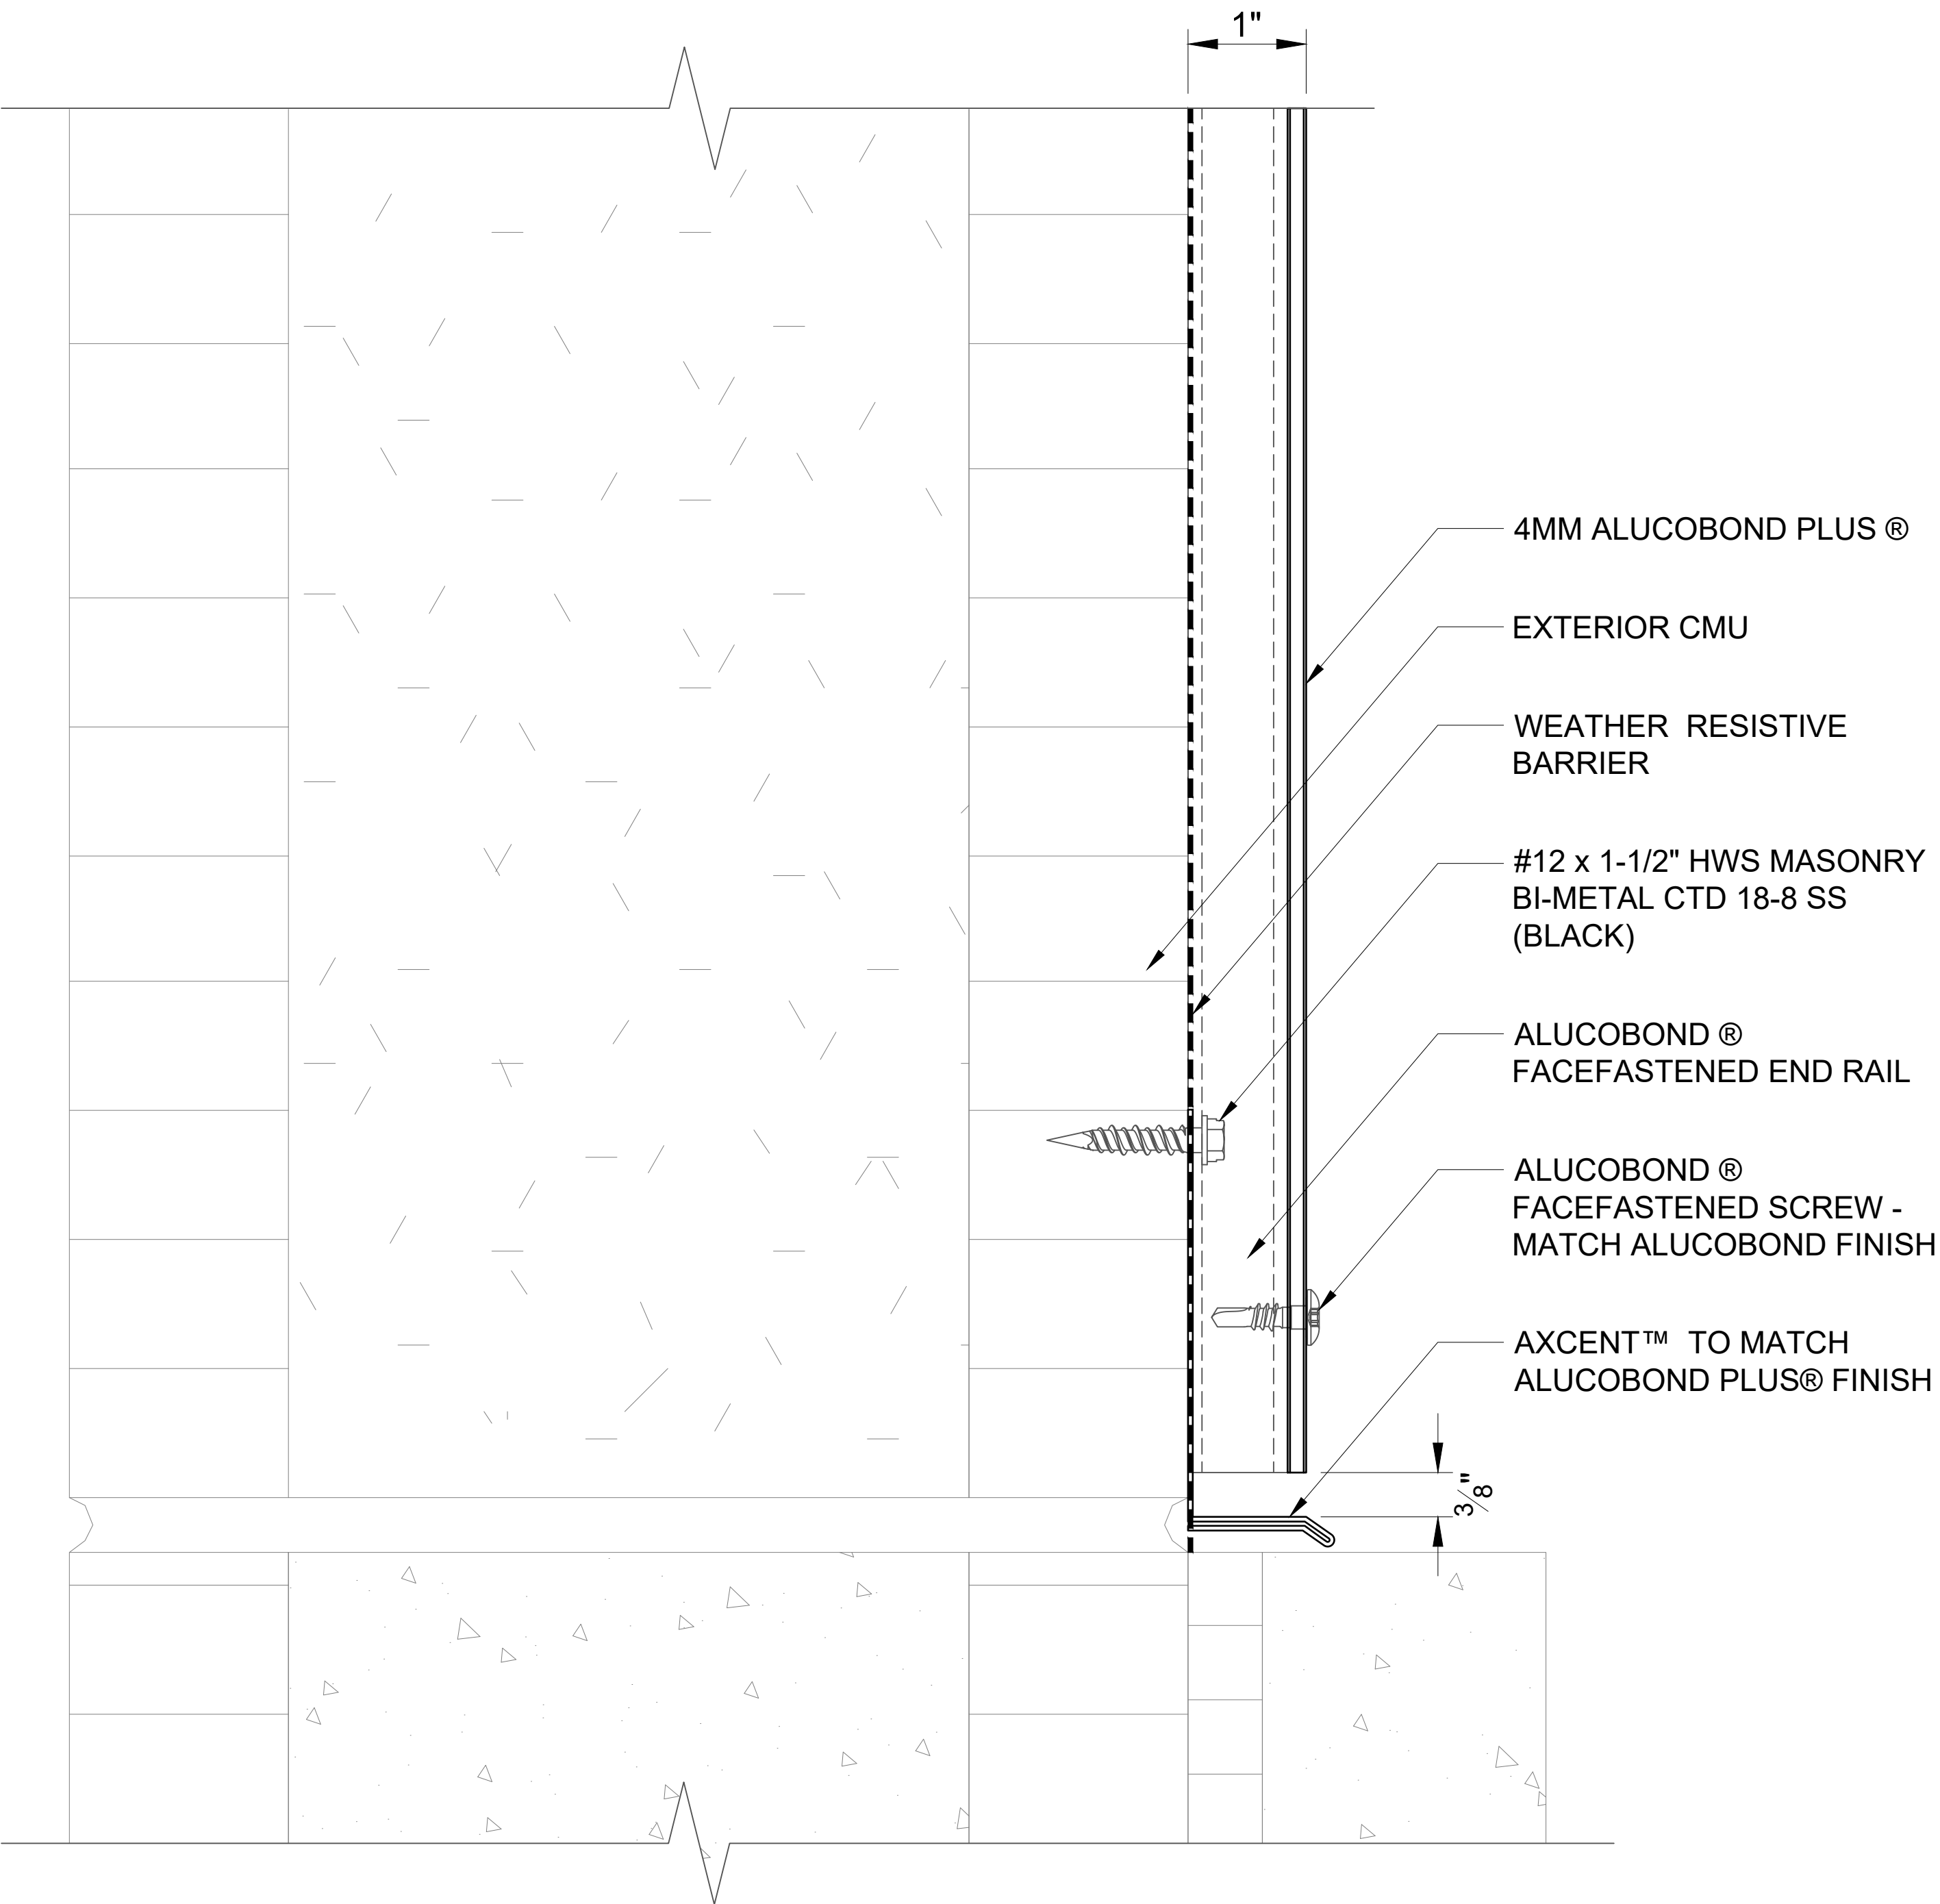 1"
4MM ALUCOBOND PLUS ®
EXTERIOR CMU
WEATHER RESISTIVE
BARRIER
#12 x 1-1/2" HWS MASONRY
BI-METAL CTD 18-8 SS
(BLACK)
ALUCOBOND ®
FACEFASTENED END RAIL
ALUCOBOND ®
FACEFASTENED SCREW -
MATCH ALUCOBOND FINISH
AXCENT™ TO MATCH
ALUCOBOND PLUS® FINISH
3/8"